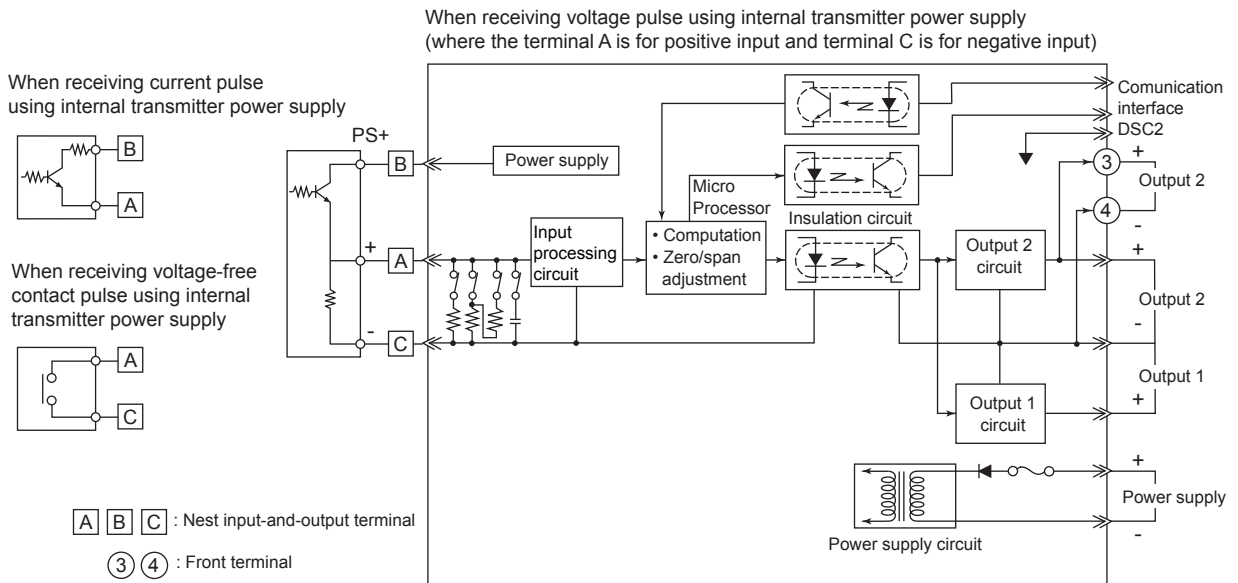 When receiving voltage pulse using internal transmitter power supply
(where the terminal A is for positive input and terminal C is for negative input)
When receiving current pulse
using internal transmitter power supply
B
A
When receiving voltage-free
contact pulse using internal
transmitter power supply
A
C
PS+
B
+
A
-
C
Power supply
Input
processing
circuit
Micro
Processor
• Computation
• Zero/span
adjustment
Insulation circuit
Output 2
circuit
Output 1
circuit
Power supply circuit
Comunication
interface
DSC2
3
+
Output 2
4
-
+
Output 2
-
Output 1
+
+
Power supply
-
A B C : Nest input-and-output terminal
3 4 : Front terminal